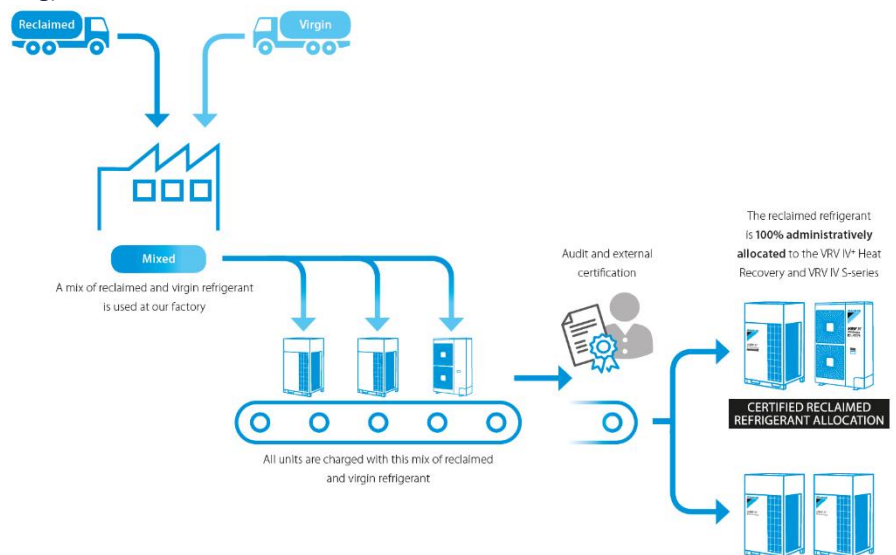 Reclaimed
Virgin
Mixed
A mix of reclaimed and virgin refrigerant
is used at our factory
All units are charged with this mix of reclaimed
and virgin refrigerant
Audit and external
certification
The reclaimed refrigerant
is 100% administratively
allocated to the VRV IV+ Heat
Recovery and VRV IV S-series
CERTIFIED RECLAIMED
REFRIGERANT ALLOCATION